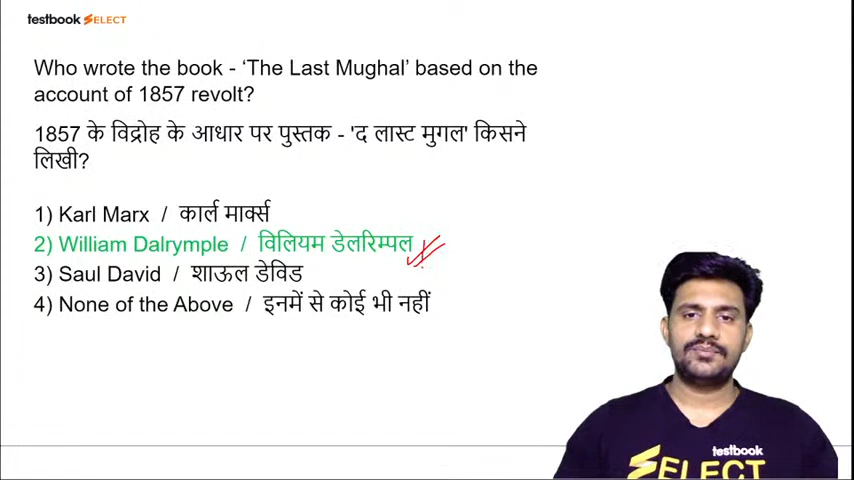 testbook SELECT
Who wrote the book - ‘The Last Mughal’ based on the
account of 1857 revolt?
1857 के विद्रोह के आधार पर पुस्तक - 'द लास्ट मुगल' किसने
लिखी?
1) Karl Marx / कार्ल मार्क्स
2) William Dalrymple / विलियम डेलरिम्पल
3) Saul David / शाऊल डेविड
4) None of the Above / इनमें से कोई भी नहीं
testbook
SELECT